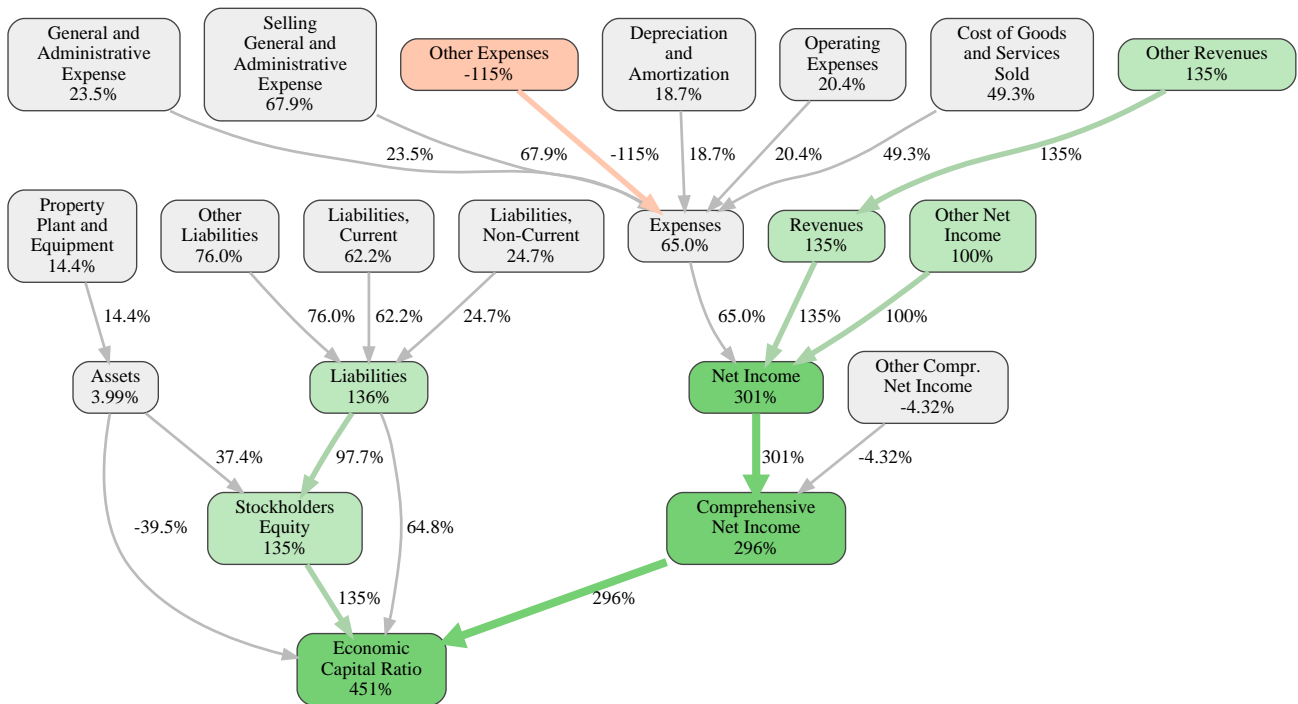 General and
Administrative
Expense
23.5%
Selling
General and
Administrative
Expense
67.9%
Other Expenses
-115%
Depreciation
and
Amortization
18.7%
Operating
Expenses
20.4%
Cost of Goods
and Services
Sold
49.3%
Other Revenues
135%
23.5%
67.9%
-115%
18.7%
20.4%
49.3%
135%
Property
Plant and
Equipment
14.4%
Other
Liabilities
76.0%
Liabilities,
Current
62.2%
Liabilities,
Non-Current
24.7%
Expenses
65.0%
Revenues
135%
Other Net
Income
100%
14.4%
76.0%
62.2%
24.7%
65.0%
135%
100%
Assets
3.99%
Liabilities
136%
Net Income
301%
Other Compr.
Net Income
-4.32%
37.4%
97.7%
301%
-4.32%
-39.5%
Stockholders
Equity
135%
64.8%
Comprehensive
Net Income
296%
135%
296%
Economic
Capital Ratio
451%